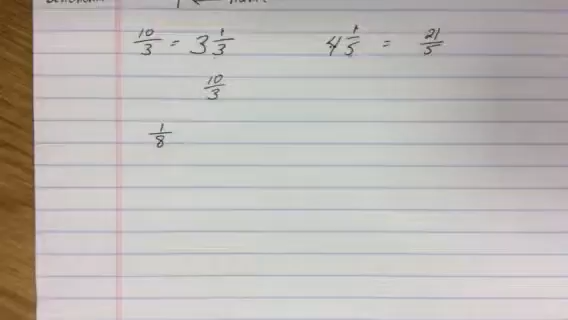 10/3 = 3 1/3 4 1/5 = 21/5
10/3
1/8